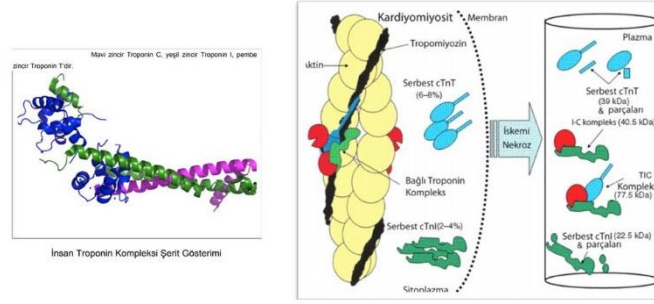 Mavi zincir Troponin C, yeşil zincir Troponin I, pembe
zincir Troponin T'dir.
İnsan Troponin Kompleksi Şerit Gösterimi
Kardiyomiyosit
Membran
Tropomiyozin
aktin
Serbest cTnT
(6–8%)
Bağlı Troponin
Kompleks
Serbest cTnI(2–4%)
Sitoplazma
İskemi
Nekroz
Plazma
Serbest cTnT
(39 kDa)
& parçaları
I-C kompleks (40.5 kDa)
TIC
Kompleks
(77.5 kDa)
Serbest cTnI (22.5 kDa)
& parçaları